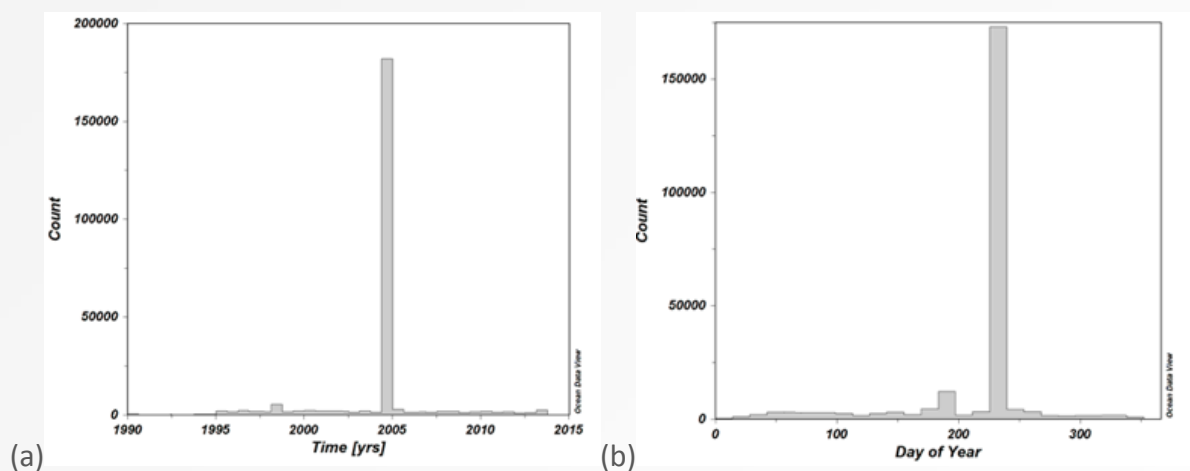 200000
150000
100000
50000
0
Count
1990
1995
2000
2005
2010
2015
Time [yrs]
Ocean Data View
(a)
150000
100000
50000
0
Count
0
100
200
300
Day of Year
Ocean Data View
(b)